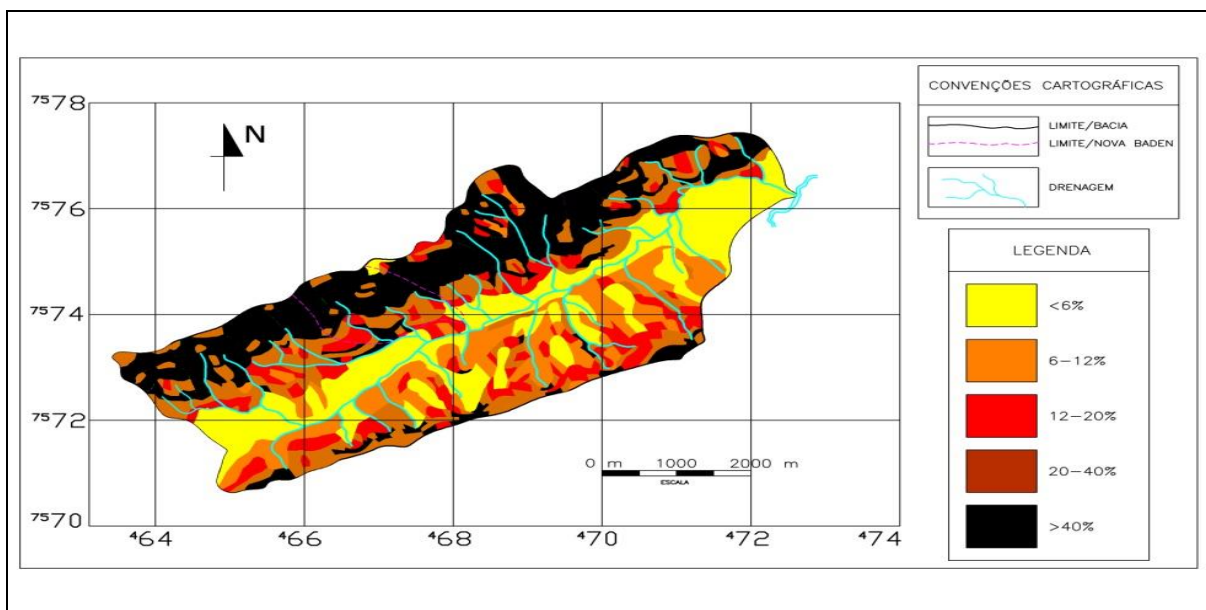 CONVENÇÕES CARTOGRÁFICAS
LIMITE/BACIA
LIMITE/NOVA BADEN
DRENAGEM
LEGENDA
<6%
6-12%
12-20%
20-40%
>40%
N
7578
7576
7574
7572
7570
464 466 468 470 472 474
0 m 1000 2000 m
ESCALA